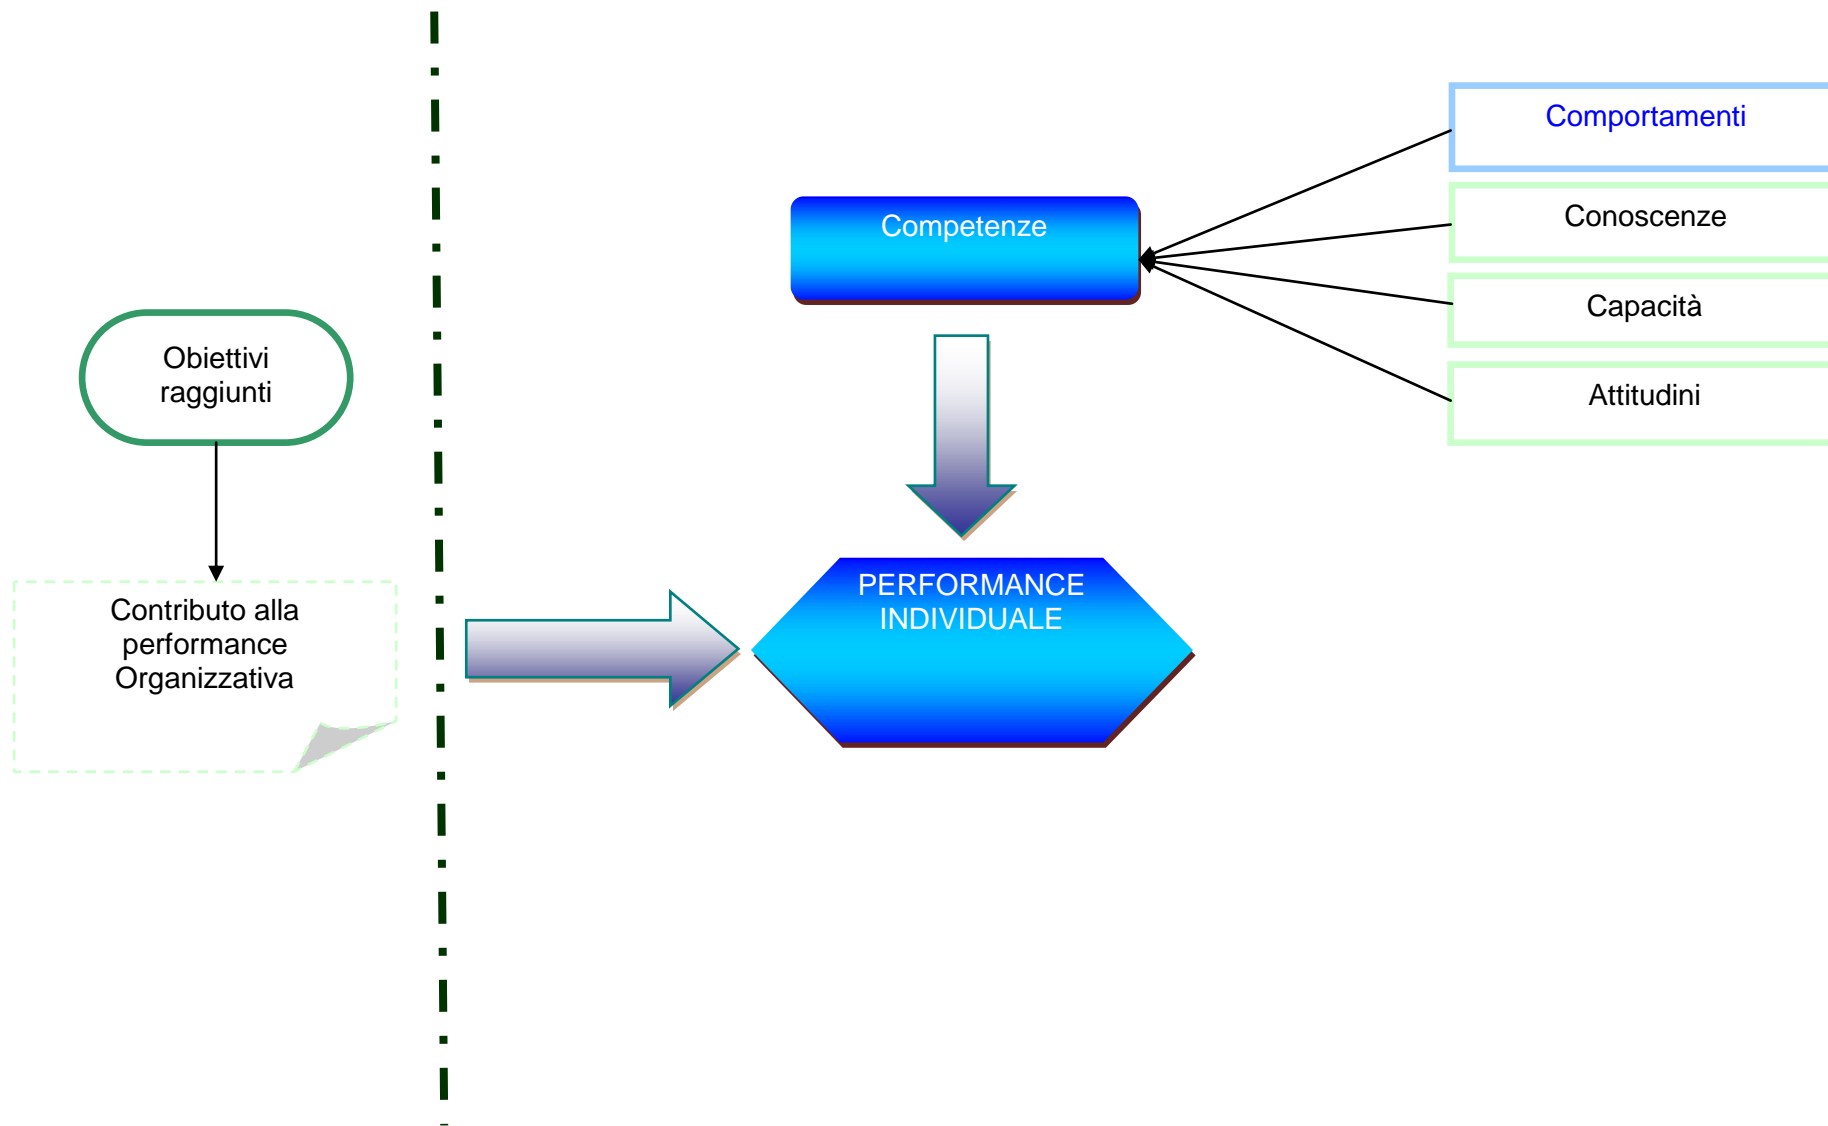 Comportamenti
Competenze
Conoscenze
Capacità
Obiettivi
raggiunti
Attitudini
Contributo alla
performance
Organizzativa
PERFORMANCE
INDIVIDUALE